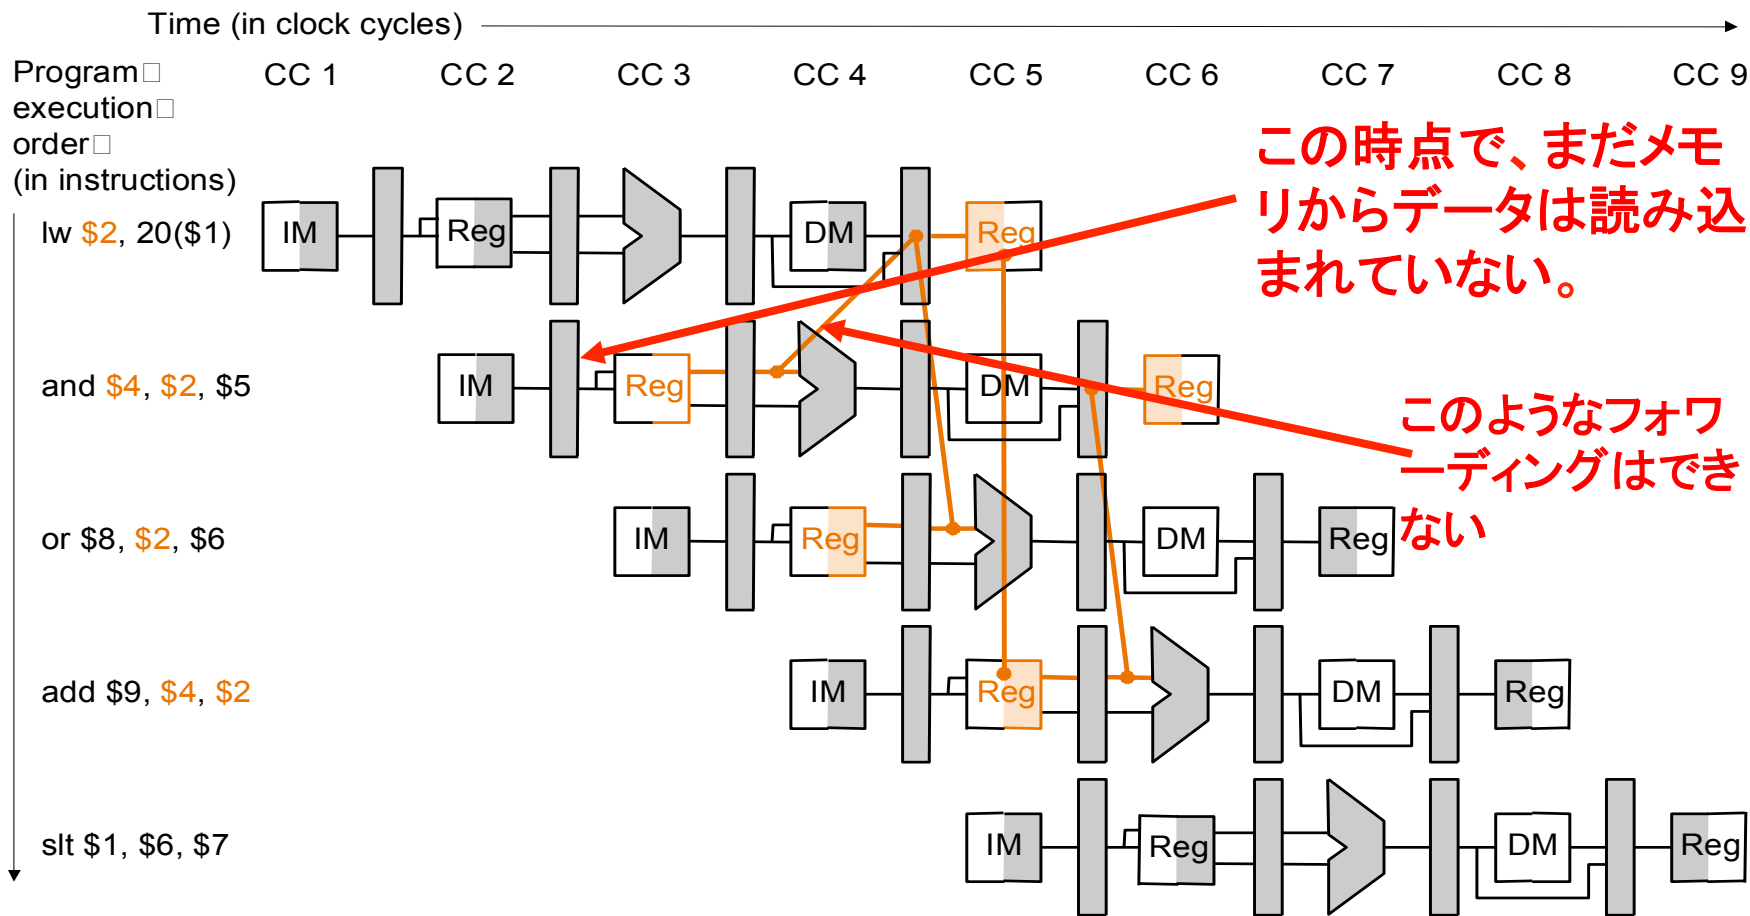 Time (in clock cycles)
Program□
execution□
order□
(in instructions)
CC 1 CC 2 CC 3 CC 4 CC 5 CC 6 CC 7 CC 8 CC 9
この時点で、まだメモ
リからデータは読み込
まれていない。
lw $2, 20($1) IM Reg DM Reg
and $4, $2, $5 IM Reg DM Reg
このようなフォワ
ーディングはでき
ない
or $8, $2, $6 IM Reg DM Reg
add $9, $4, $2 IM Reg DM Reg
slt $1, $6, $7 IM Reg DM Reg